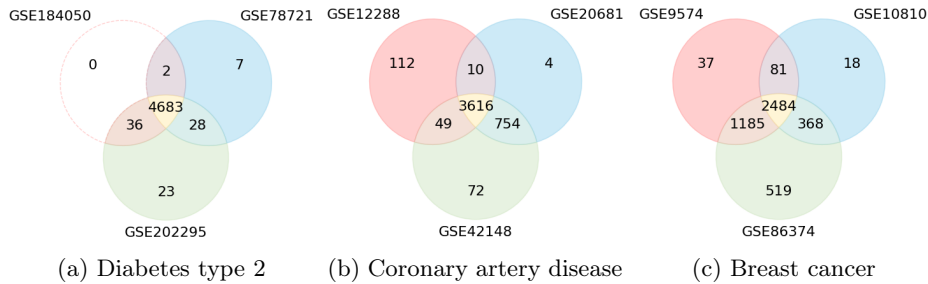 GSE184050
GSE78721
0
2
7
4683
36
28
23
GSE202295
(a) Diabetes type 2
GSE12288
GSE20681
112
10
4
3616
49
754
72
GSE42148
(b) Coronary artery disease
GSE9574
GSE10810
37
81
18
2484
1185
368
519
GSE86374
(c) Breast cancer